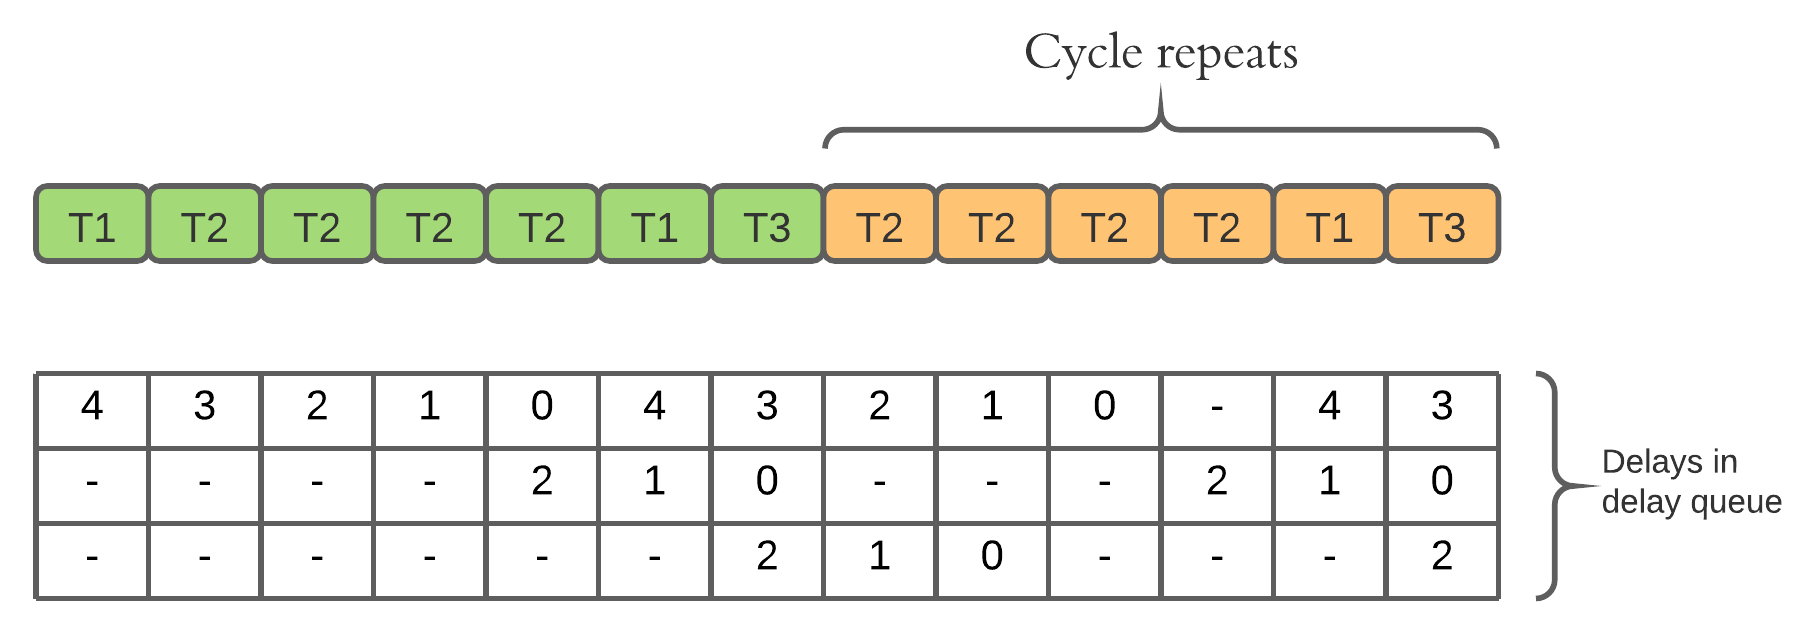 Cycle repeats
T1 T2 T2 T2 T2 T1 T3 T2 T2 T2 T2 T1 T3
4 3 2 1 0 4 3 2 1 0 - 4 3
- - - - 2 1 0 - - - 2 1 0
- - - - - - 2 1 0 - - - 2
Delays in
delay queue